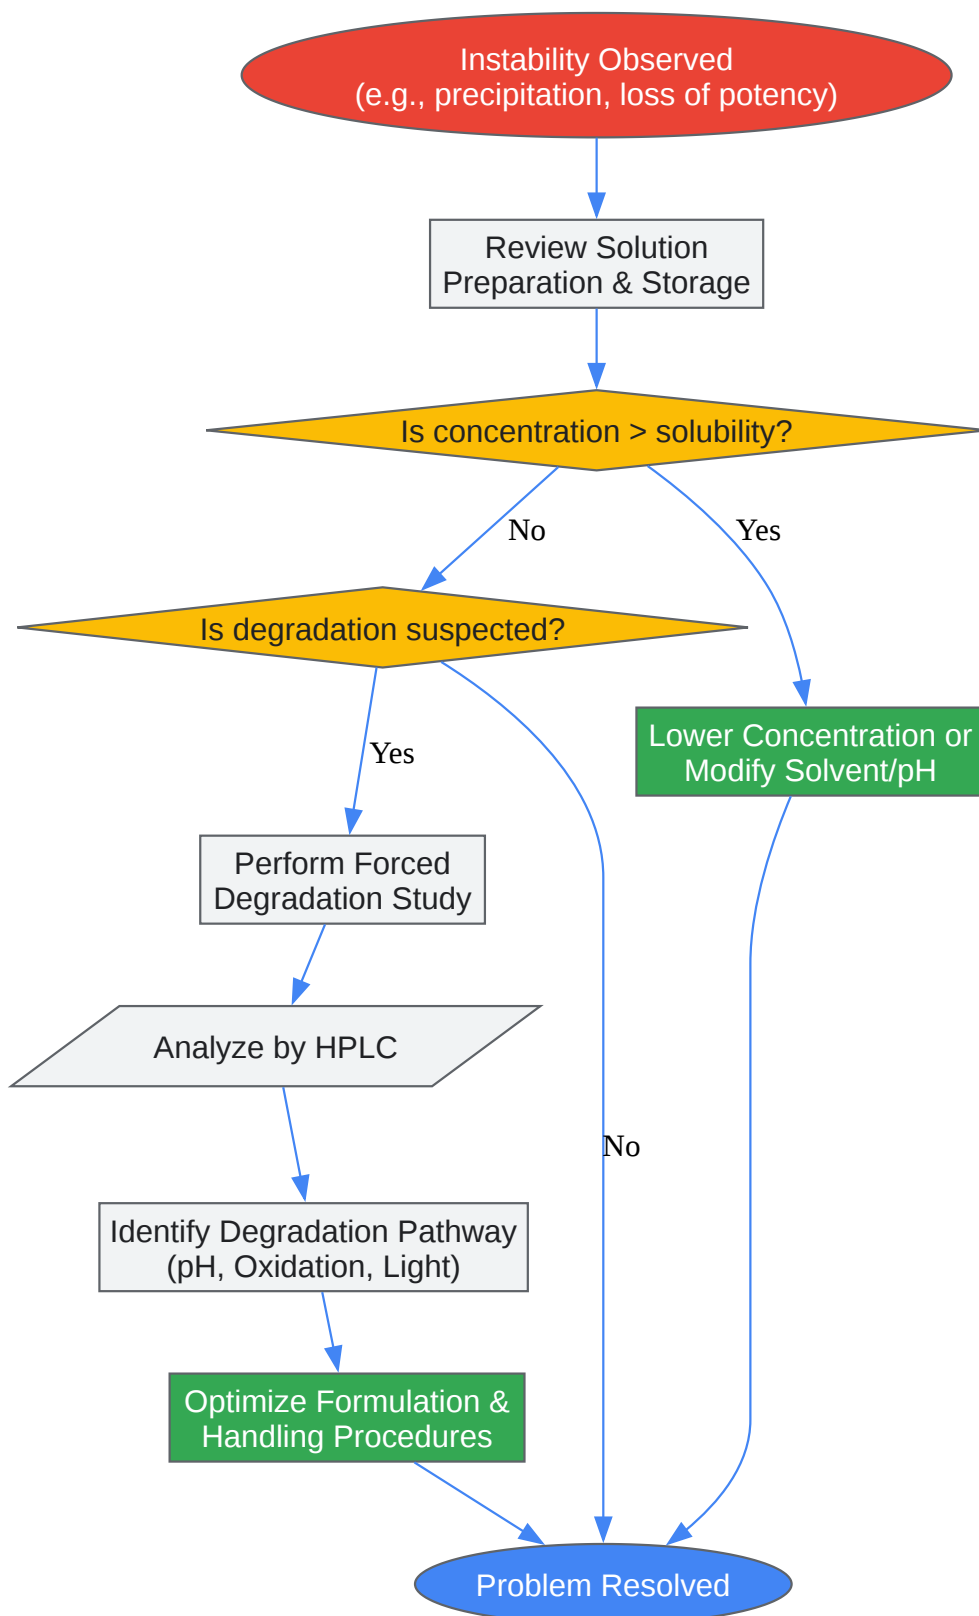 Instability Observed
(e.g., precipitation, loss of potency)
Review Solution
Preparation & Storage
Is concentration > solubility?
No
Yes
Is degradation suspected?
Lower Concentration or
Modify Solvent/pH
Yes
Perform Forced
Degradation Study
Analyze by HPLC
No
Identify Degradation Pathway
(pH, Oxidation, Light)
Optimize Formulation &
Handling Procedures
Problem Resolved